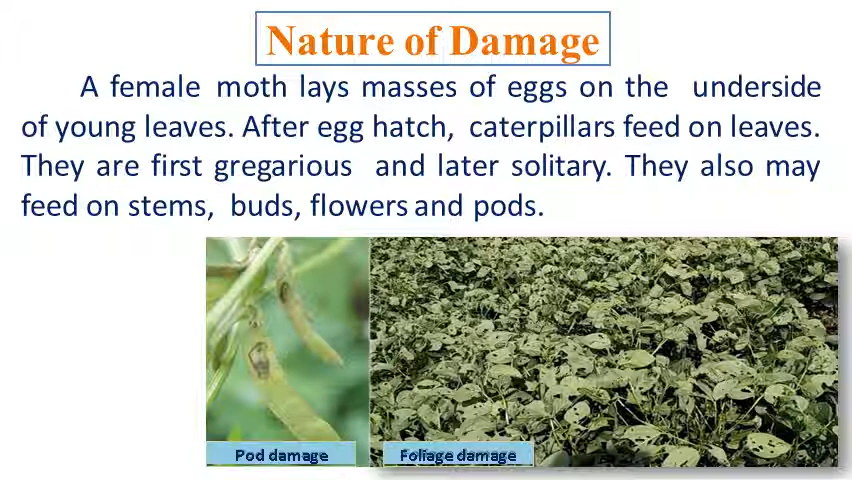 Nature of Damage
A female moth lays masses of eggs on the underside
of young leaves. After egg hatch, caterpillars feed on leaves.
They are first gregarious and later solitary. They also may
feed on stems, buds, flowers and pods.
Pod damage
Foliage damage